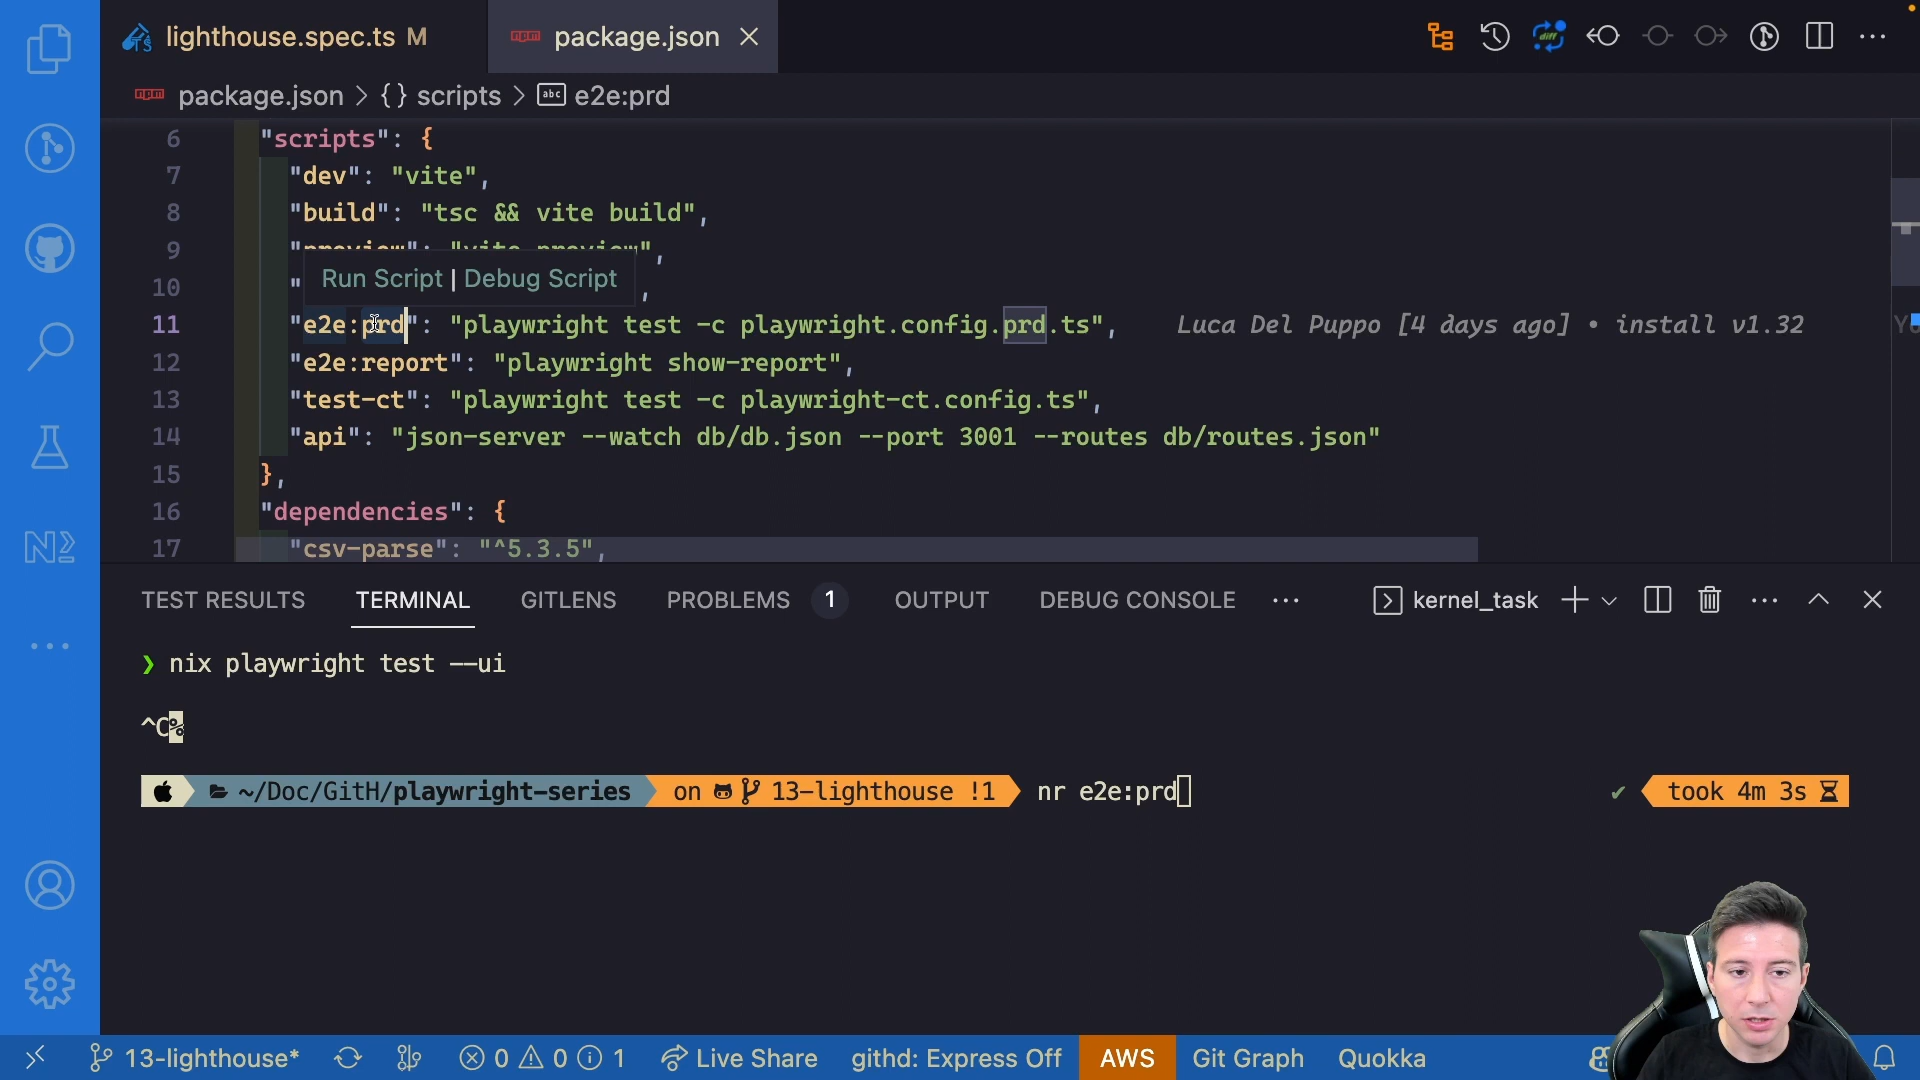 lighthouse.spec.ts M
package.json
package.json > {} scripts > abc e2e:prd
6 "scripts": {
7 "dev": "vite",
8 "build": "tsc && vite build",
9 "preview": "vite preview",
Run Script | Debug Script
10 " ,
11 "e2e:prd": "playwright test -c playwright.config.prd.ts", Luca Del Puppo [4 days ago] • install v1.32
12 "e2e:report": "playwright show-report",
13 "test-ct": "playwright test -c playwright-ct.config.ts",
14 "api": "json-server --watch db/db.json --port 3001 --routes db/routes.json"
15 },
16 "dependencies": {
17 "csv-parse": "^5.3.5",
TEST RESULTS TERMINAL GITLENS PROBLEMS 1 OUTPUT DEBUG CONSOLE ... kernel_task
❯ nix playwright test --ui
^C%
~/Doc/GitH/playwright-series on 13-lighthouse !1 nr e2e:prd ✔ took 4m 3s
13-lighthouse* 0 0 1 Live Share githd: Express Off AWS Git Graph Quokka